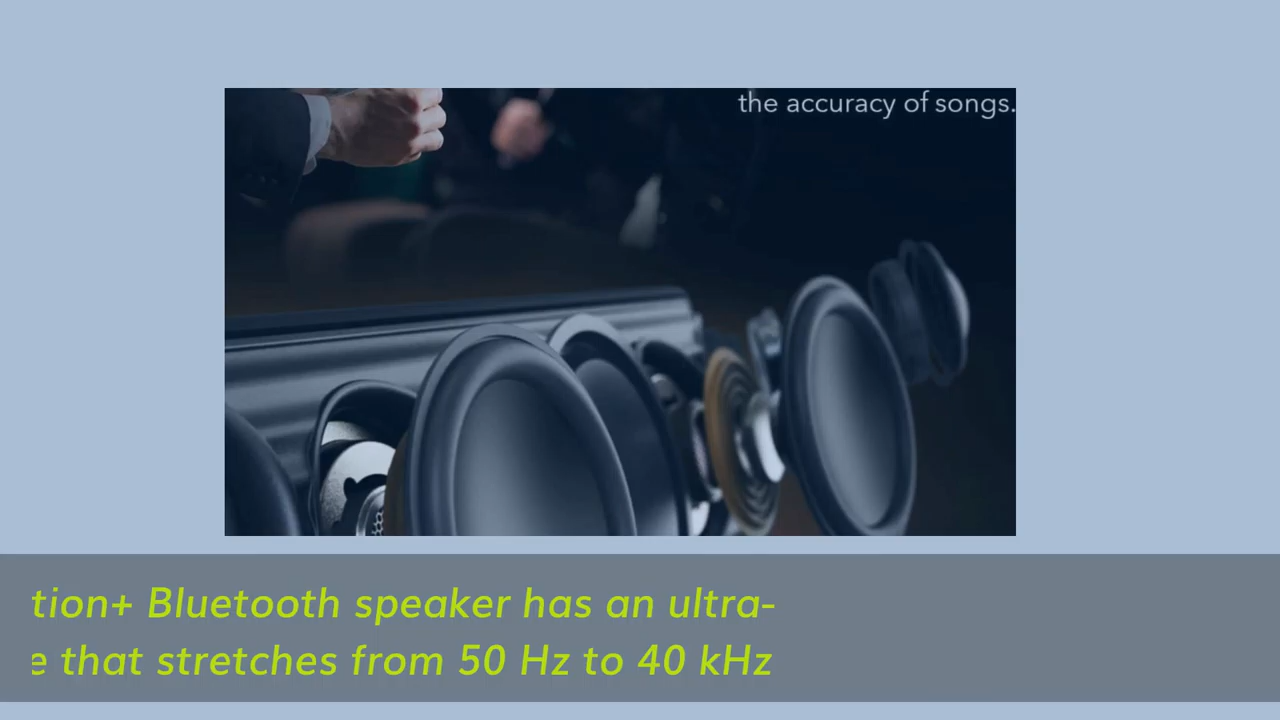 the accuracy of songs.
tion+ Bluetooth speaker has an ultra-
e that stretches from 50 Hz to 40 kHz